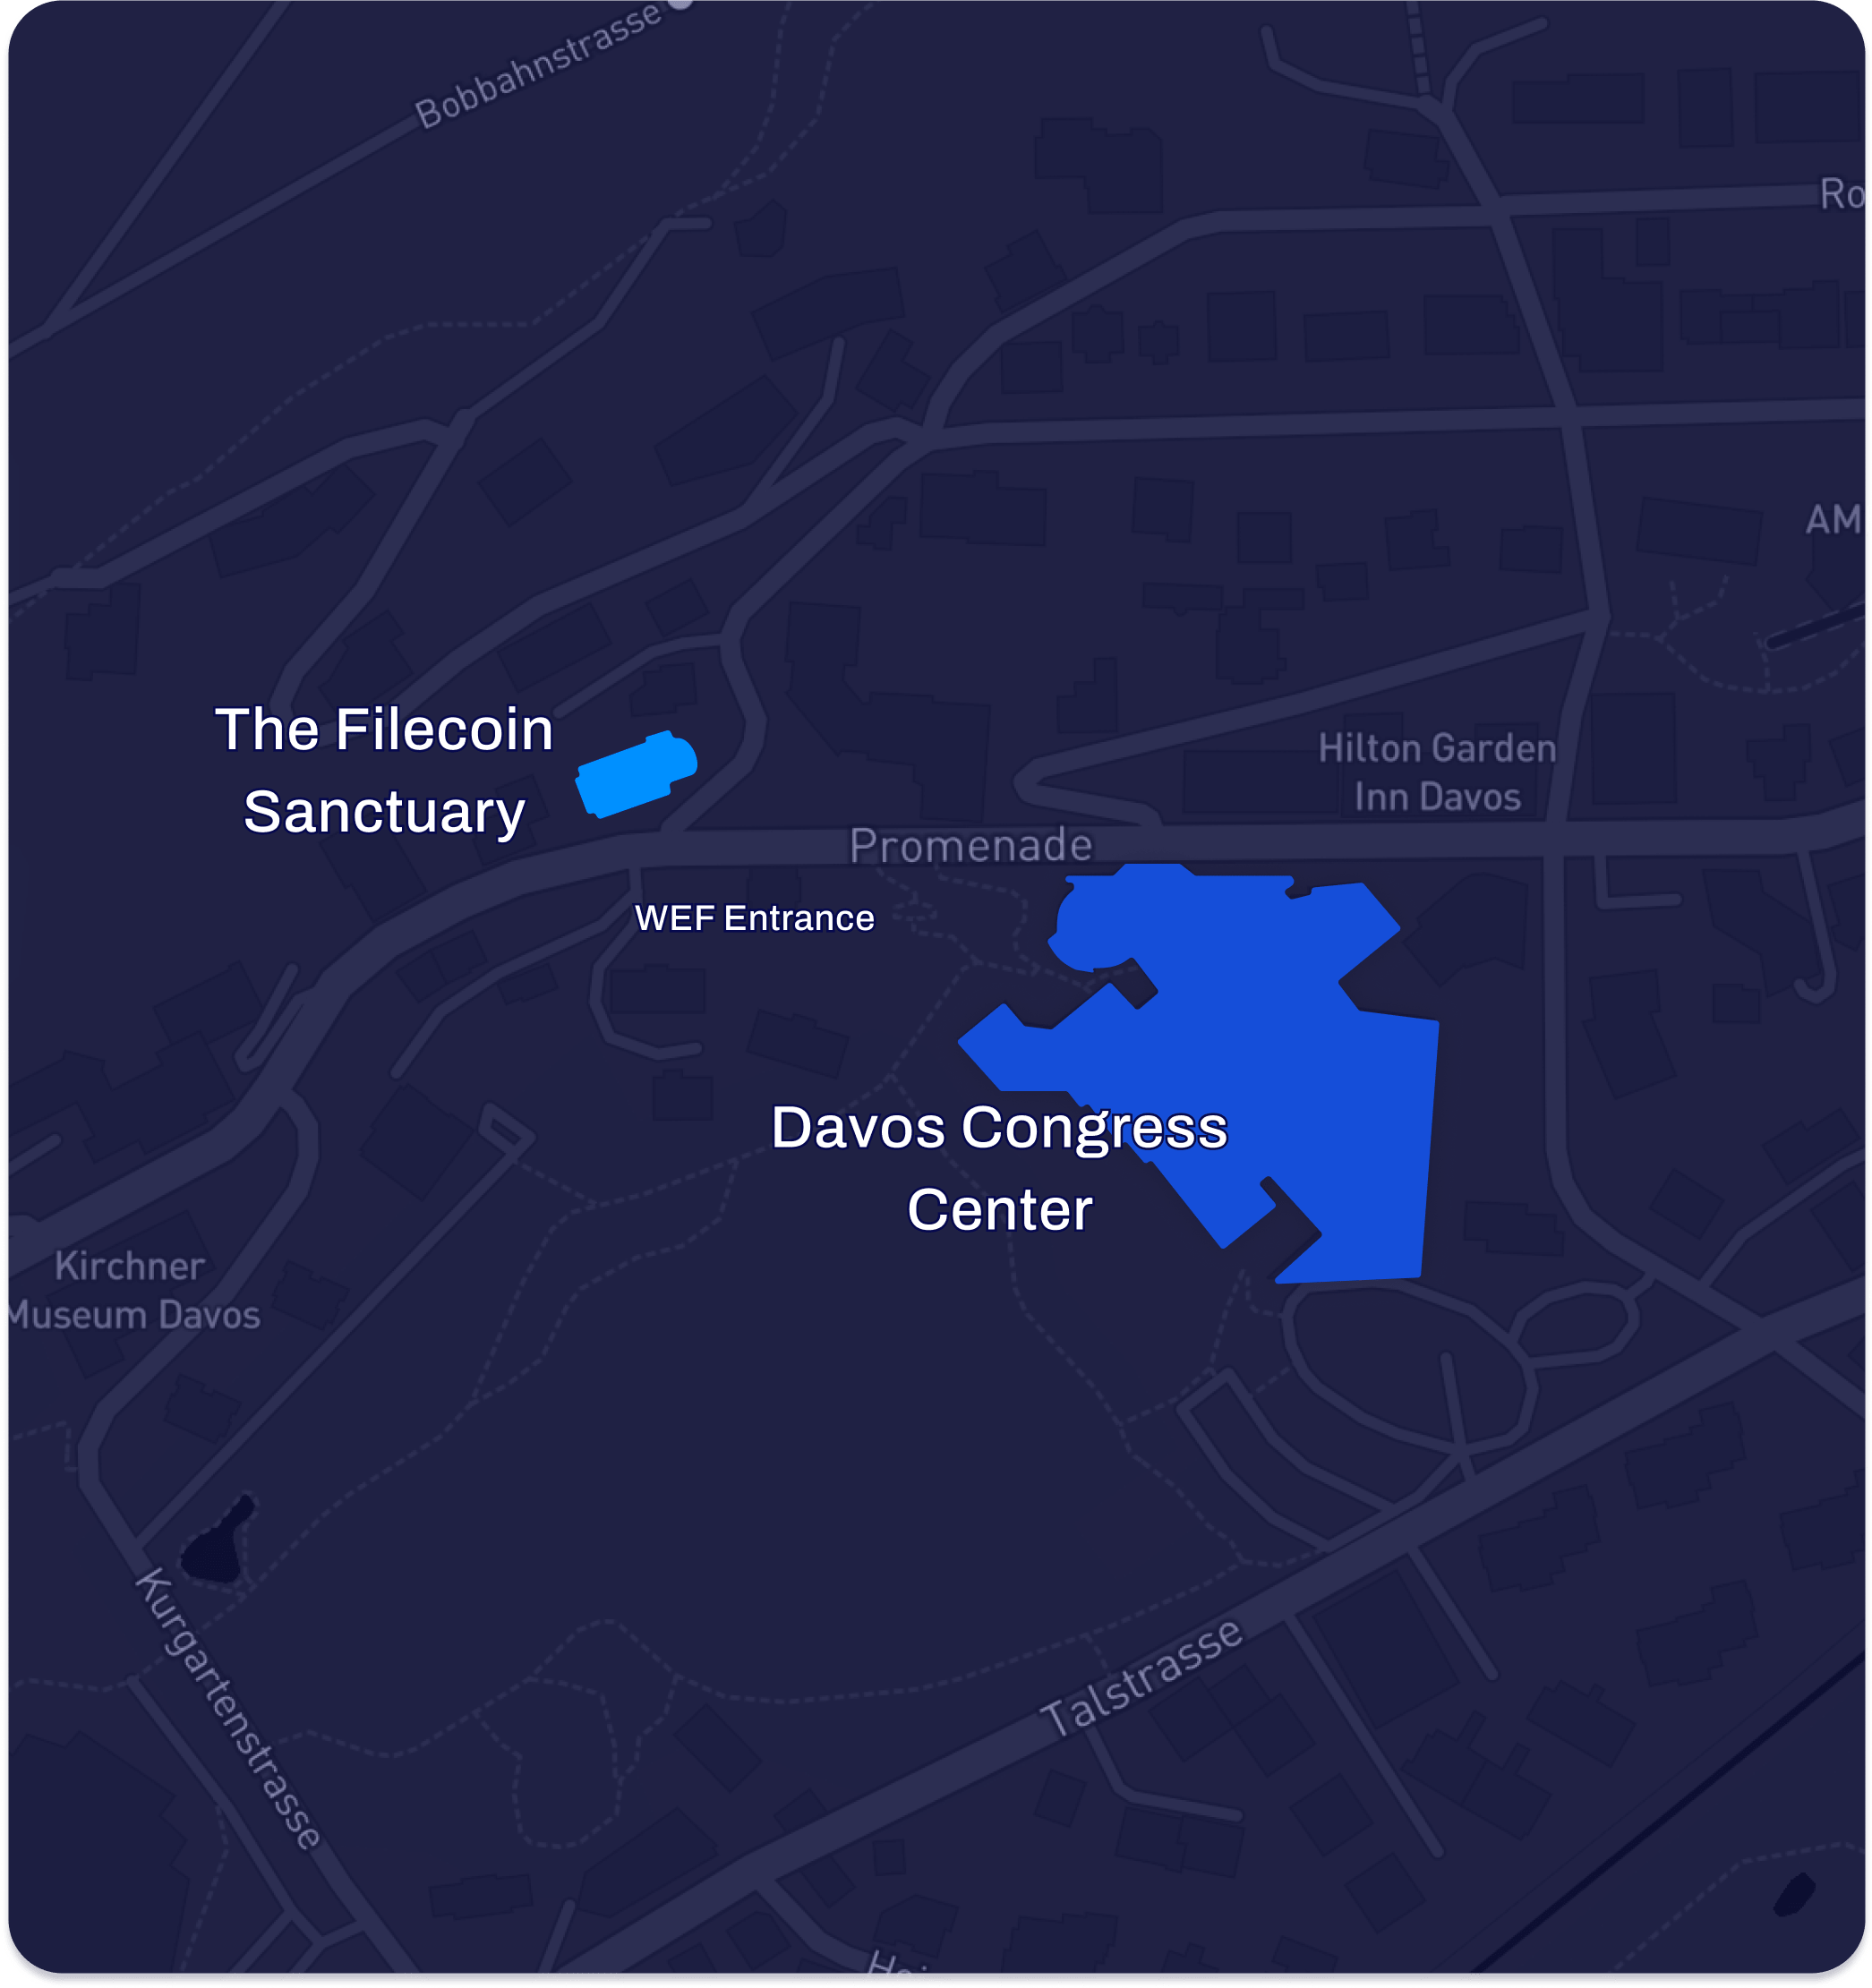 Bobbahnstrasse
Ro
AM
The Filecoin
Sanctuary
Hilton Garden
Inn Davos
Promenade
WEF Entrance
Davos Congress
Center
Kirchner
Museum Davos
Kurgartenstrasse
Talstrasse